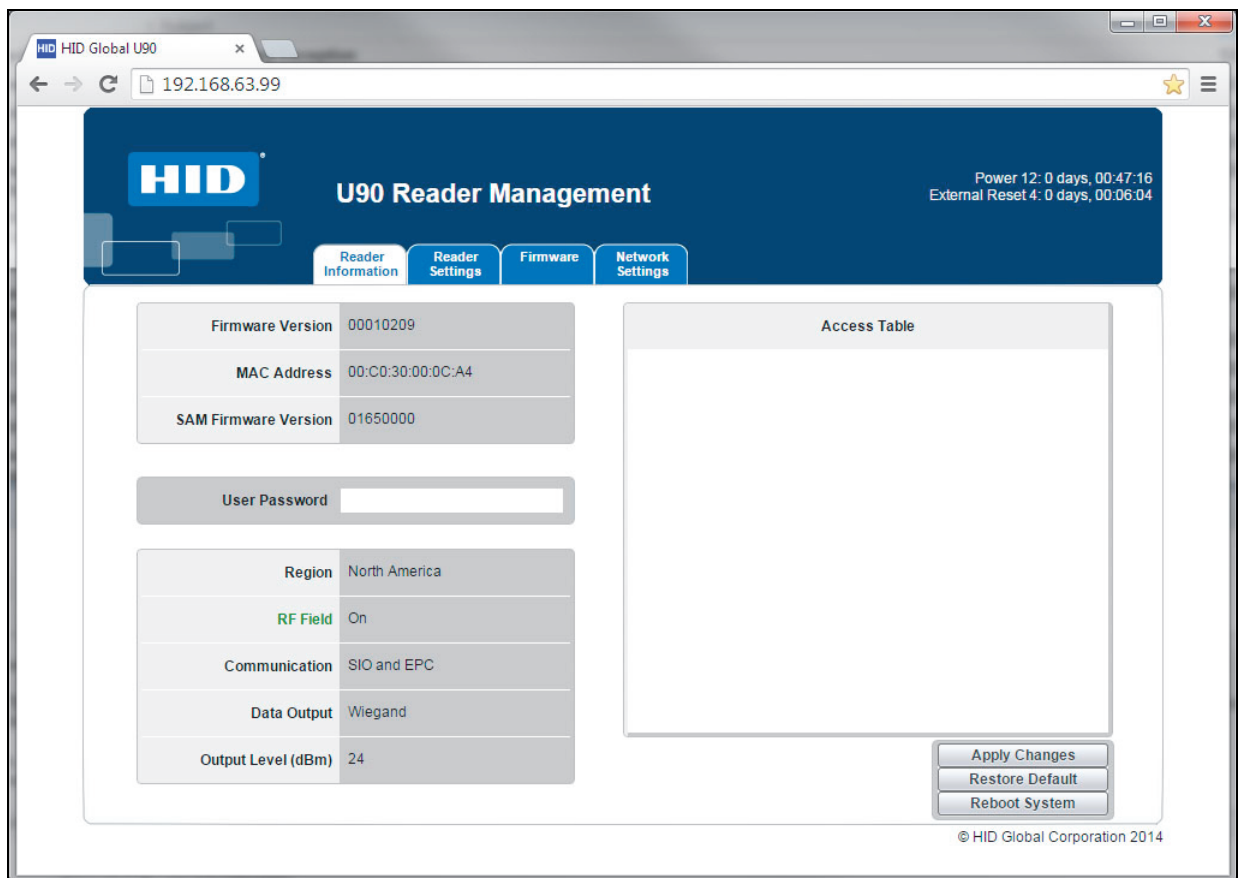 HID HID Global U90
192.168.63.99
HID
U90 Reader Management
Power 12: 0 days, 00:47:16
External Reset 4: 0 days, 00:06:04
Reader Information
Reader Settings
Firmware
Network Settings
Firmware Version 00010209
MAC Address 00:C0:30:00:0C:A4
SAM Firmware Version 01650000
User Password
Region North America
RF Field On
Communication SIO and EPC
Data Output Wiegand
Output Level (dBm) 24
Access Table
Apply Changes
Restore Default
Reboot System
© HID Global Corporation 2014